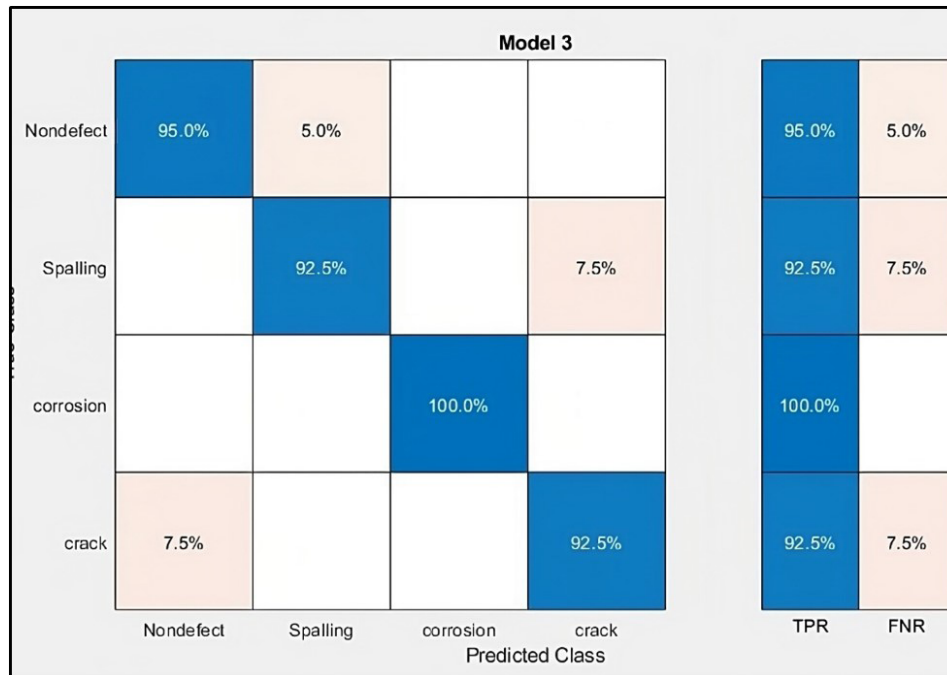 Model 3
Nondefect 95.0% 5.0% 95.0% 5.0%
Spalling 92.5% 7.5% 92.5% 7.5%
corrosion 100.0% 100.0%
crack 7.5% 92.5% 92.5% 7.5%
Nondefect Spalling corrosion crack TPR FNR
Predicted Class